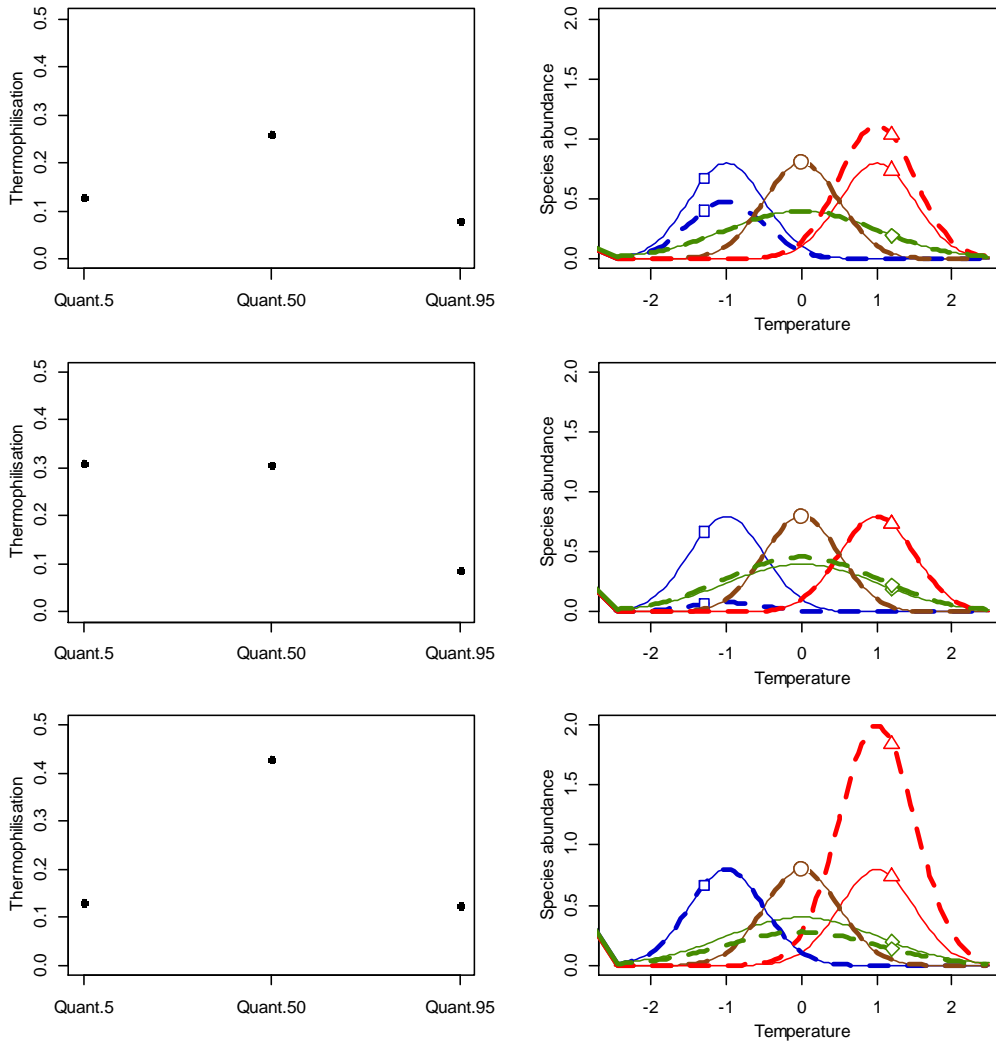 Thermophilisation
0.0 0.1 0.2 0.3 0.4 0.5
Quant.5 Quant.50 Quant.95
Species abundance
0.0 0.5 1.0 1.5 2.0
-2 -1 0 1 2
Temperature
Thermophilisation
0.0 0.1 0.2 0.3 0.4 0.5
Quant.5 Quant.50 Quant.95
Species abundance
0.0 0.5 1.0 1.5 2.0
-2 -1 0 1 2
Temperature
Thermophilisation
0.0 0.1 0.2 0.3 0.4 0.5
Quant.5 Quant.50 Quant.95
Species abundance
0.0 0.5 1.0 1.5 2.0
-2 -1 0 1 2
Temperature